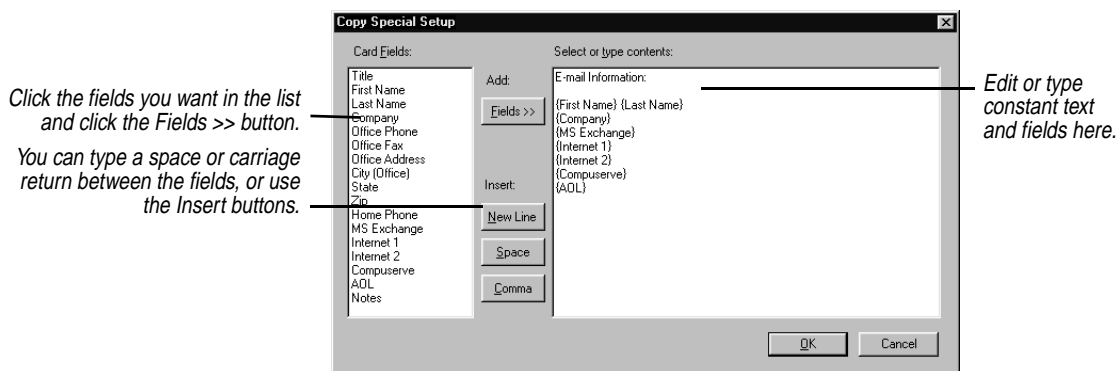 Copy Special Setup
Card Fields:
Title
First Name
Last Name
Company
Office Phone
Office Fax
Office Address
City (Office)
State
Zip
Home Phone
MS Exchange
Internet 1
Internet 2
Compuserve
AOL
Notes
Add:
Fields >>
Insert:
New Line
Space
Comma
Select or type contents:
E-mail Information:
{First Name} {Last Name}
{Company}
{MS Exchange}
{Internet 1}
{Internet 2}
{Compuserve}
{AOL}
OK
Cancel
Click the fields you want in the list
and click the Fields >> button.
You can type a space or carriage
return between the fields, or use
the Insert buttons.
Edit or type
constant text
and fields here.